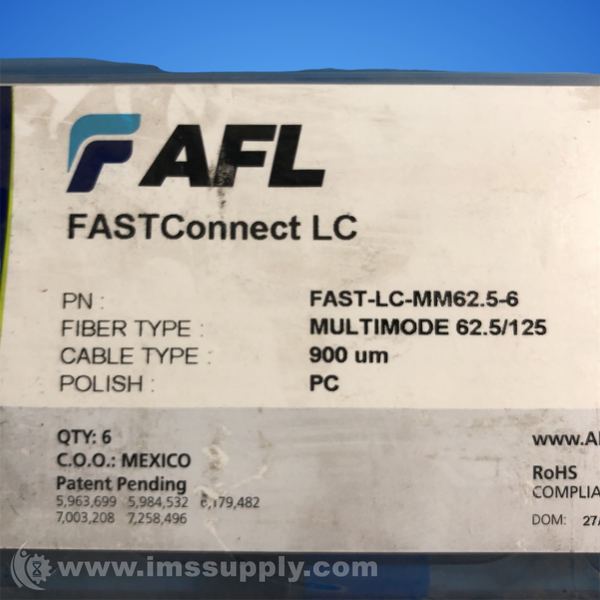 AFL
FASTConnect LC
PN : FAST-LC-MM62.5-6
FIBER TYPE : MULTIMODE 62.5/125
CABLE TYPE : 900 um
POLISH : PC
QTY: 6
C.O.O.: MEXICO
Patent Pending
5,963,699 5,984,532 6,179,482
7,003,208 7,258,496
www.
RoHS
DOM: 27/
www.imssupply.com